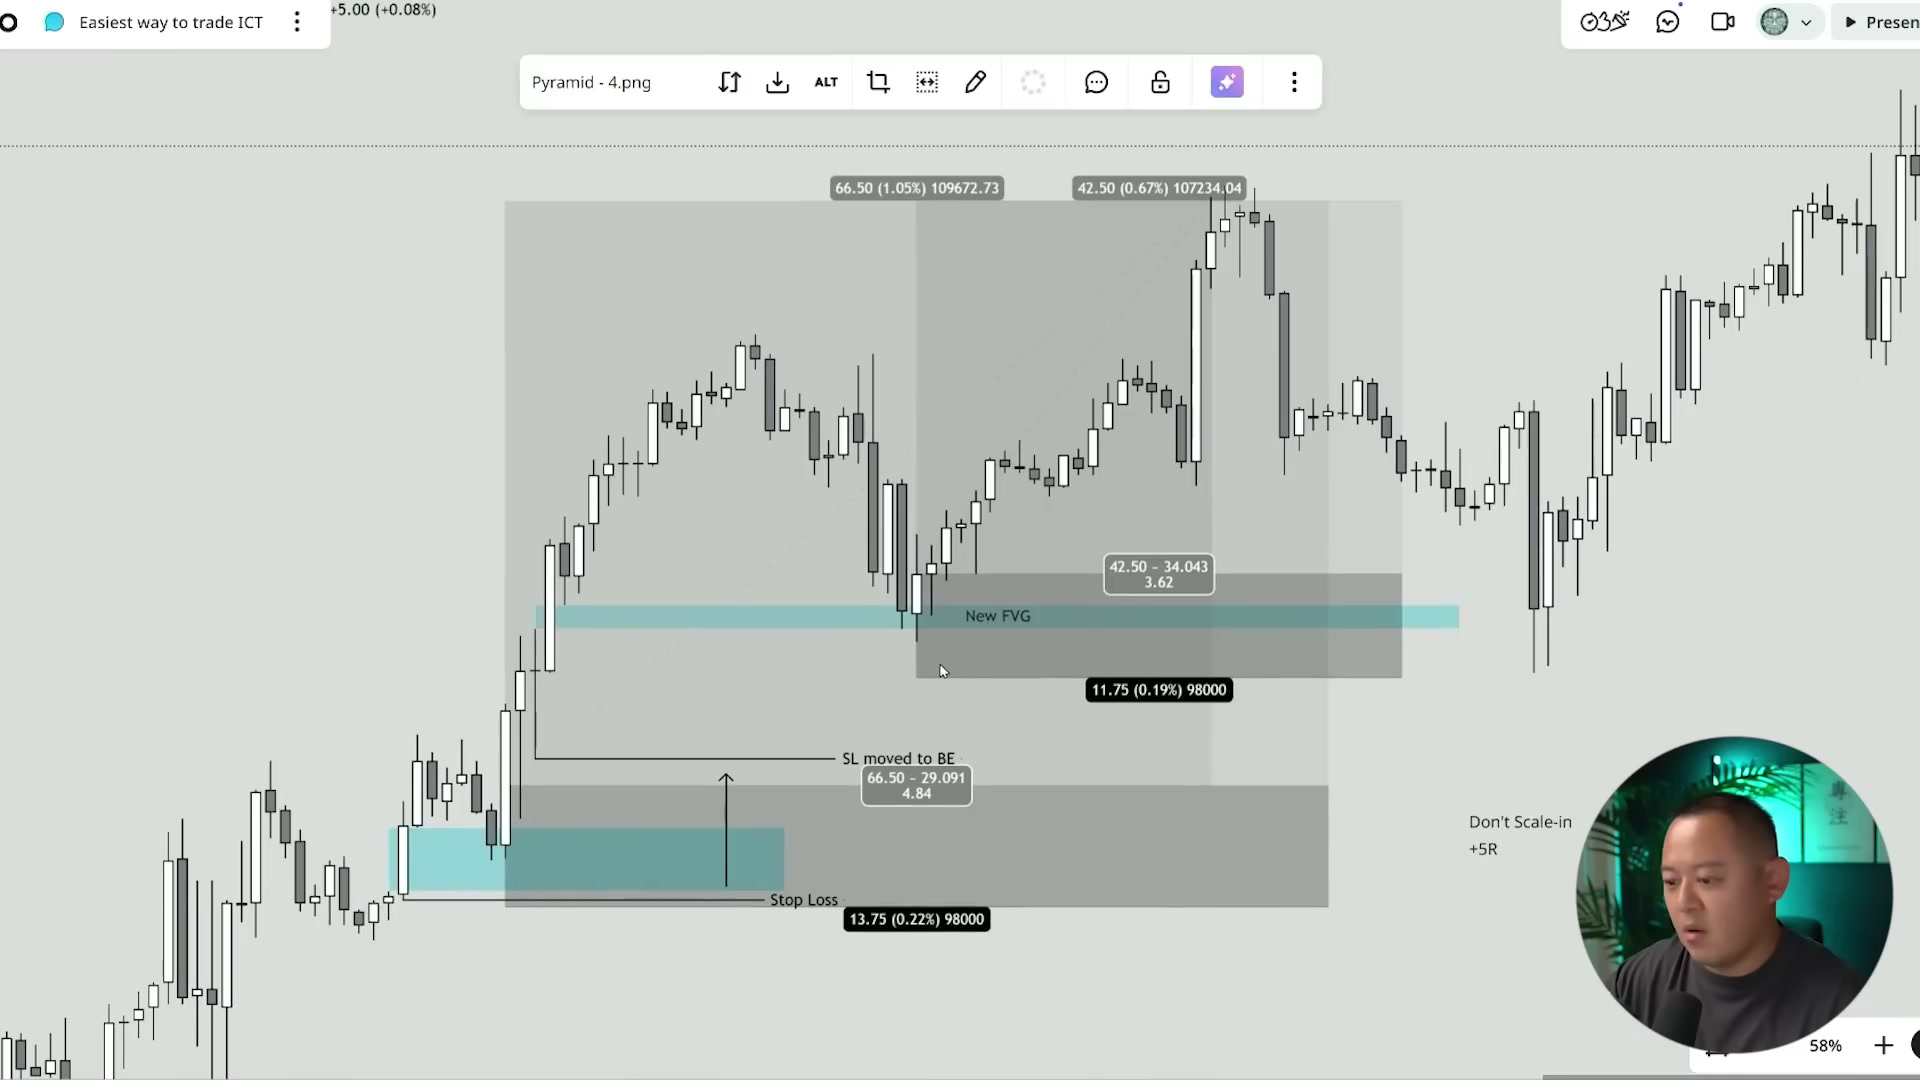 Easiest way to trade ICT
+5.00 (+0.08%)
Presen
Pyramid - 4.png
ALT
66.50 (1.05%) 109672.73
42.50 (0.67%) 107234.04
42.50 - 34.043
3.62
New FVG
11.75 (0.19%) 98000
SL moved to BE
66.50 - 29.091
4.84
Stop Loss
13.75 (0.22%) 98000
Don't Scale-in
+5R
58%